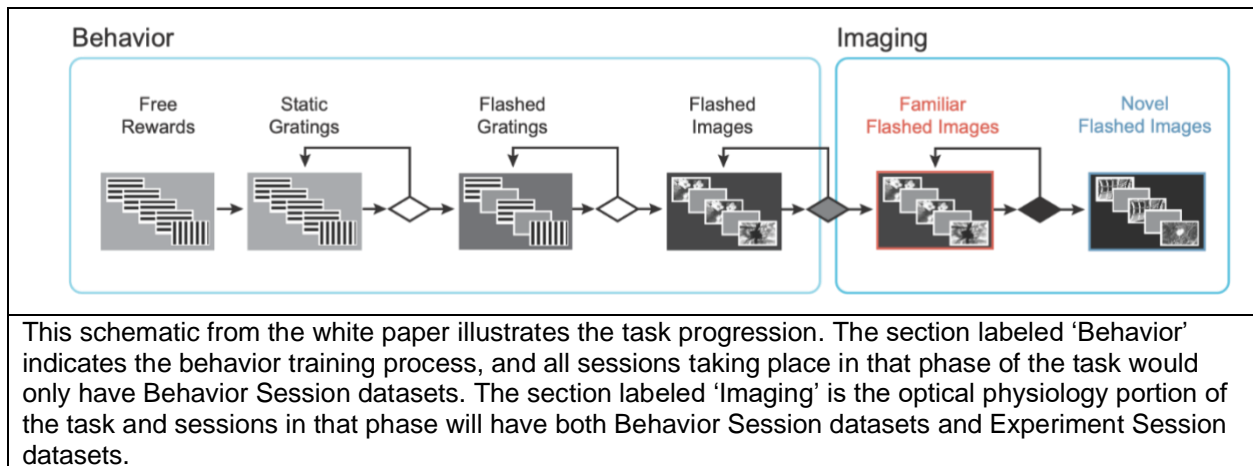 Behavior
Imaging
Free
Rewards
Static
Gratings
Flashed
Gratings
Flashed
Images
Familiar
Flashed Images
Novel
Flashed Images
This schematic from the white paper illustrates the task progression. The section labeled ‘Behavior’
indicates the behavior training process, and all sessions taking place in that phase of the task would
only have Behavior Session datasets. The section labeled ‘Imaging’ is the optical physiology portion of
the task and sessions in that phase will have both Behavior Session datasets and Experiment Session
datasets.